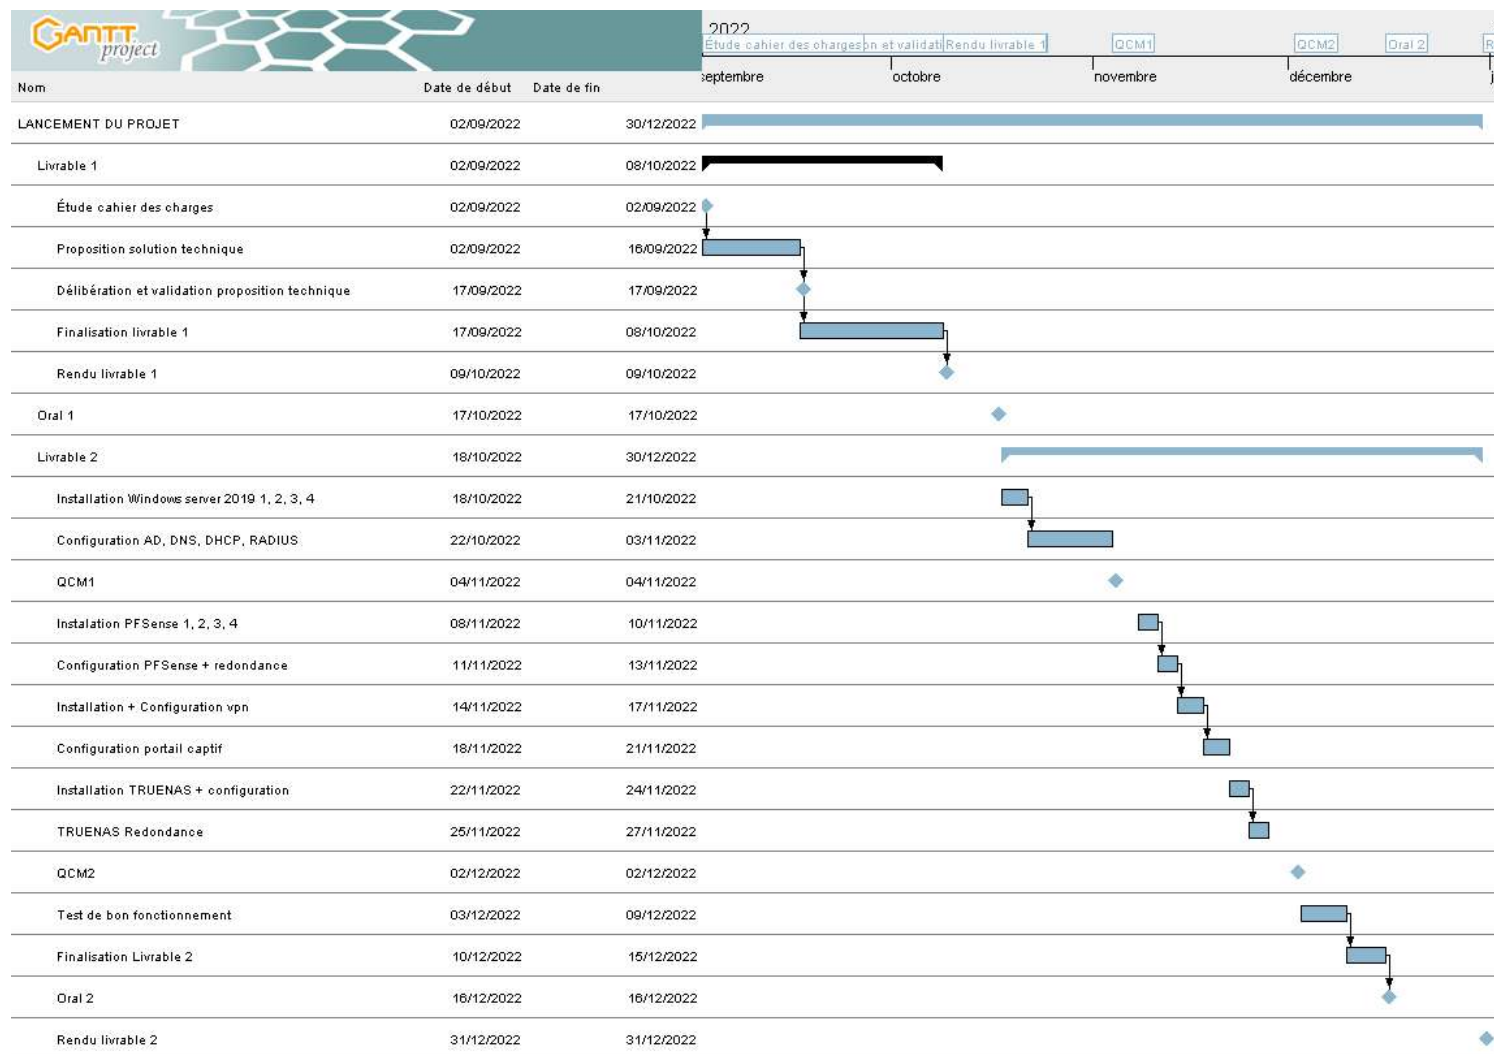 GANTT
project
2022
Étude cahier des charges on et validati Rendu livrable 1 QCM1 QCM2 Oral 2 R
septembre octobre novembre décembre j
Nom Date de début Date de fin
LANCEMENT DU PROJET 02/09/2022 30/12/2022
Livrable 1 02/09/2022 08/10/2022
Étude cahier des charges 02/09/2022 02/09/2022
Proposition solution technique 02/09/2022 16/09/2022
Délibération et validation proposition technique 17/09/2022 17/09/2022
Finalisation livrable 1 17/09/2022 08/10/2022
Rendu livrable 1 09/10/2022 09/10/2022
Oral 1 17/10/2022 17/10/2022
Livrable 2 18/10/2022 30/12/2022
Installation Windows server 2019 1, 2, 3, 4 18/10/2022 21/10/2022
Configuration AD, DNS, DHCP, RADIUS 22/10/2022 03/11/2022
QCM1 04/11/2022 04/11/2022
Instalation PFSense 1, 2, 3, 4 08/11/2022 10/11/2022
Configuration PFSense + redondance 11/11/2022 13/11/2022
Installation + Configuration vpn 14/11/2022 17/11/2022
Configuration portail captif 18/11/2022 21/11/2022
Installation TRUENAS + configuration 22/11/2022 24/11/2022
TRUENAS Redondance 25/11/2022 27/11/2022
QCM2 02/12/2022 02/12/2022
Test de bon fonctionnement 03/12/2022 09/12/2022
Finalisation Livrable 2 10/12/2022 15/12/2022
Oral 2 16/12/2022 16/12/2022
Rendu livrable 2 31/12/2022 31/12/2022